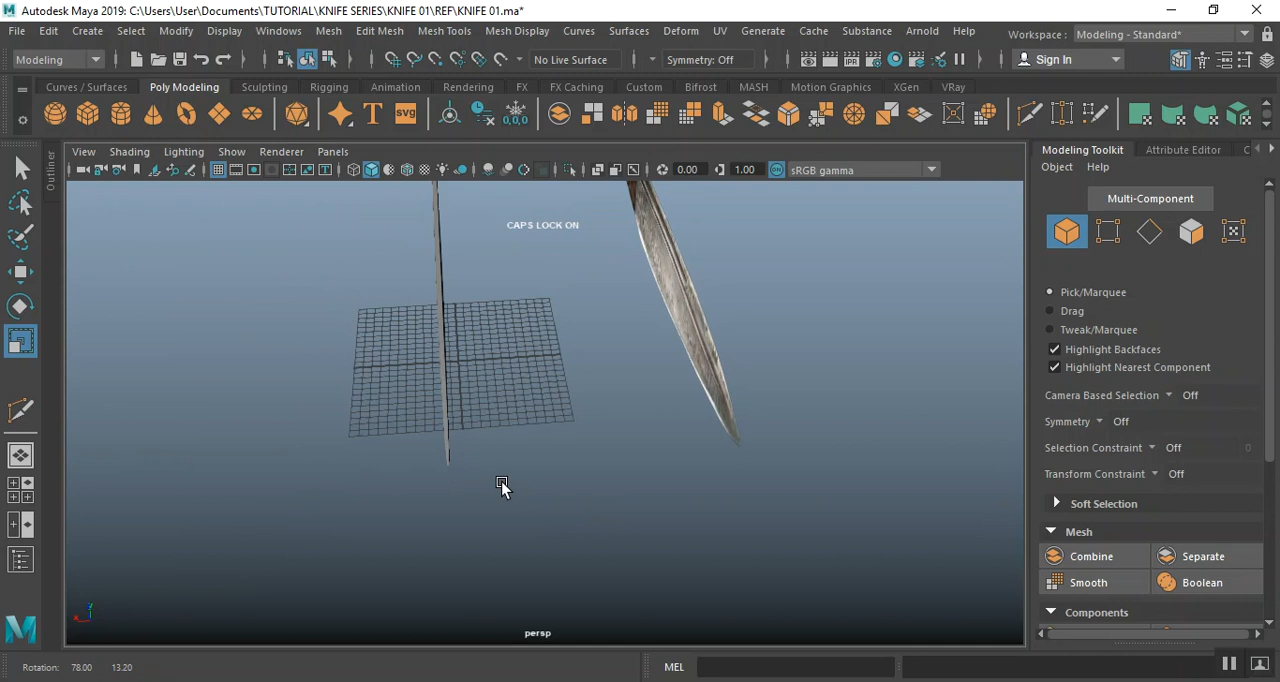 Autodesk Maya 2019: C:\Users\User\Documents\TUTORIAL\KNIFE SERIES\KNIFE 01\REF\KNIFE 01.ma*
File Edit Create Select Modify Display Windows Mesh Edit Mesh Mesh Tools Mesh Display Curves Surfaces Deform UV Generate Cache Substance Arnold Help Workspace : Modeling - Standard*
Modeling No Live Surface Symmetry: Off Sign In
Curves / Surfaces Poly Modeling Sculpting Rigging Animation Rendering FX FX Caching Custom Bifrost MASH Motion Graphics XGen VRay
SVG 0,0,0
View Shading Lighting Show Renderer Panels
0.00 1.00 ON sRGB gamma
Outliner
CAPS LOCK ON
persp
Modeling Toolkit Attribute Editor C
Object Help
Multi-Component
Pick/Marquee
Drag
Tweak/Marquee
Highlight Backfaces
Highlight Nearest Component
Camera Based Selection Off
Symmetry Off
Selection Constraint Off 0
Transform Constraint Off
Soft Selection
Mesh
Combine Separate
Smooth Boolean
Components
Rotation: 78.00 13.20
MEL